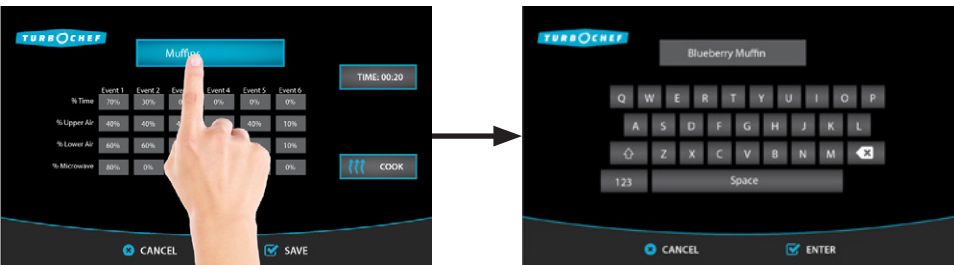 TURBOCHEF
Muffins
TIME: 00:20
Event 1 Event 2 Event 4 Event 5 Event 6
% Time 70% 30% 0% 0% 0%
% Upper Air 40% 40% 40% 10%
% Lower Air 60% 60% 10%
% Microwave 80% 0% 0%
COOK
CANCEL SAVE
TURBOCHEF
Blueberry Muffin
Q W E R T Y U I O P
A S D F G H J K L
Z X C V B N M
123 Space
CANCEL ENTER